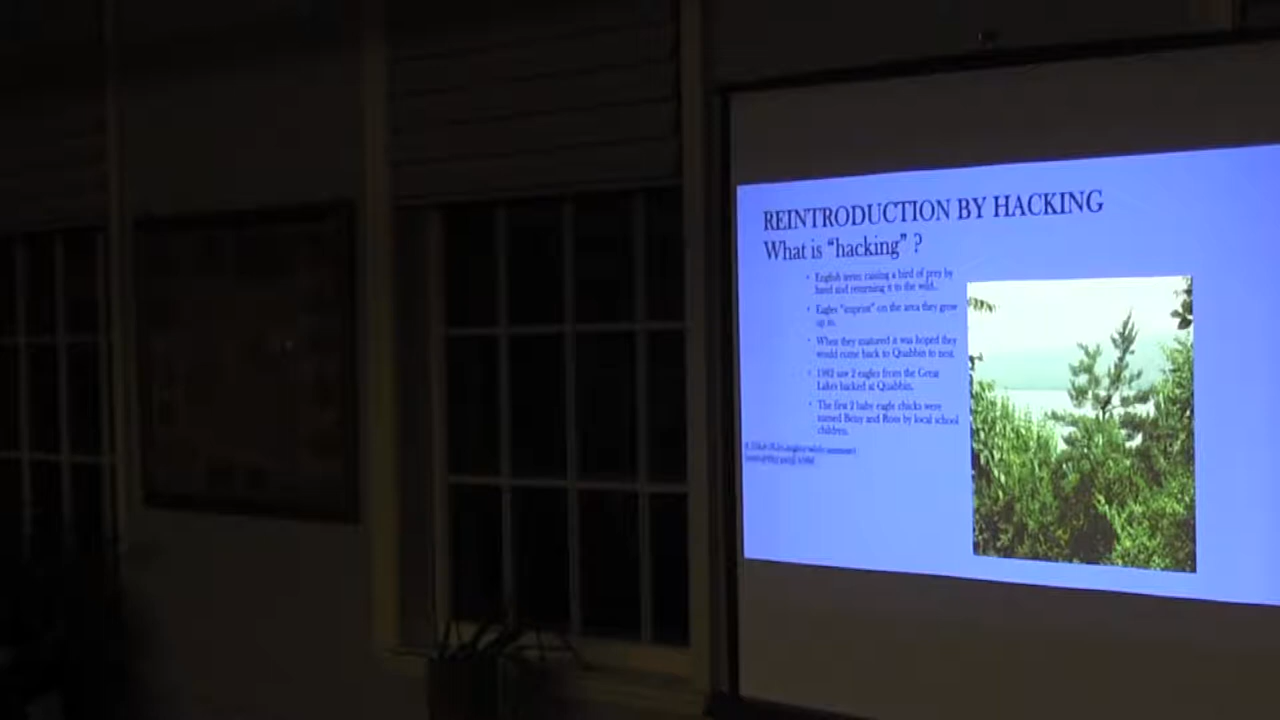 REINTRODUCTION BY HACKING
What is “hacking” ?
• English term: raising a bird of prey by
hand and returning it to the wild..
• Eagles "imprint" on the area they grow
up in.
• When they matured it was hoped they
would come back to Quabbin to nest.
• 1982 saw 2 eagles from the Great
Lakes hacked at Quabbin.
• The first 2 baby eagle chicks were
named Betsy and Ross by local school
children.